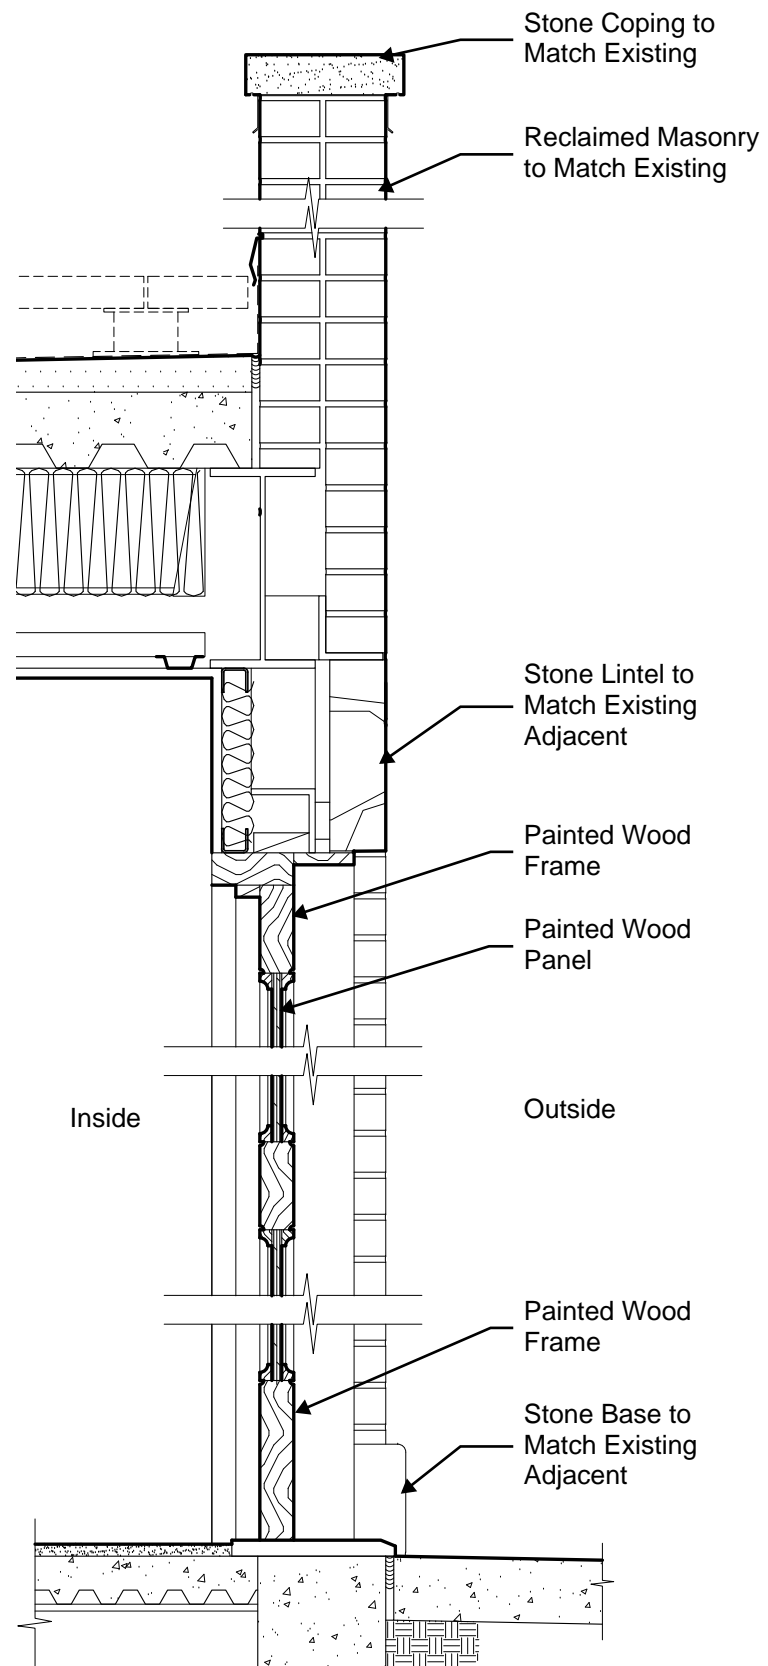 Stone Coping to
Match Existing
Reclaimed Masonry
to Match Existing
Stone Lintel to
Match Existing
Adjacent
Painted Wood
Frame
Painted Wood
Panel
Inside
Outside
Painted Wood
Frame
Stone Base to
Match Existing
Adjacent